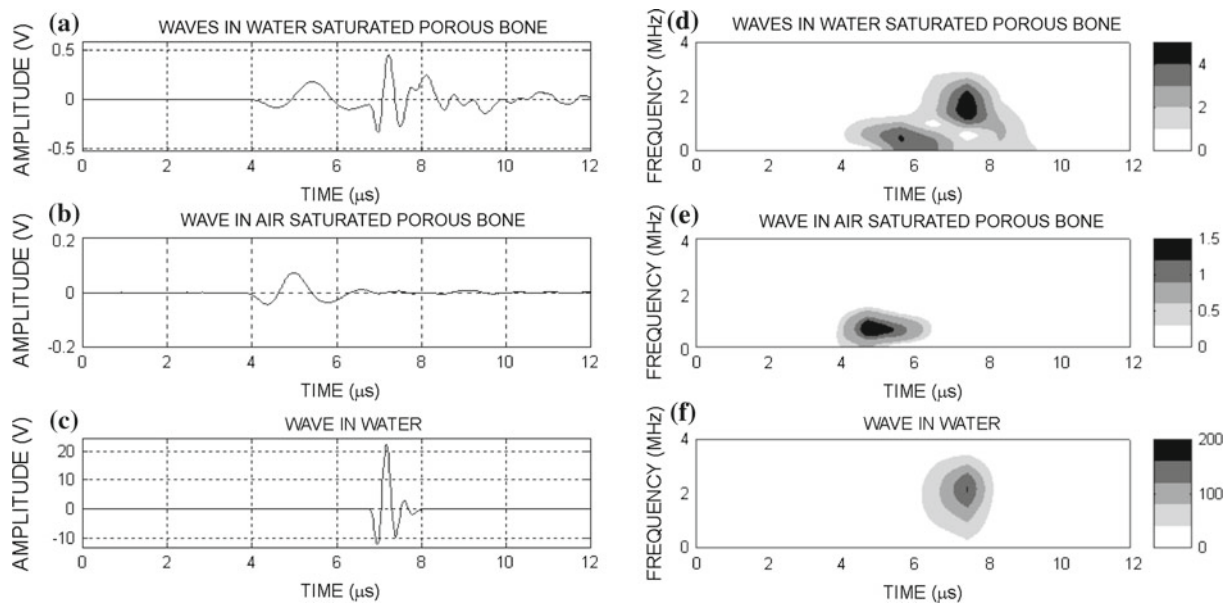 (a) WAVES IN WATER SATURATED POROUS BONE
AMPLITUDE (V)
0.5
0
-0.5
0 2 4 6 8 10 12
TIME (μs)
(b) WAVE IN AIR SATURATED POROUS BONE
AMPLITUDE (V)
0.2
0
-0.2
0 2 4 6 8 10 12
TIME (μs)
(c) WAVE IN WATER
AMPLITUDE (V)
20
10
0
-10
0 2 4 6 8 10 12
TIME (μs)
(d) WAVES IN WATER SATURATED POROUS BONE
FREQUENCY (MHz)
4
2
0
0 2 4 6 8 10 12
TIME (μs)
4
2
0
(e) WAVE IN AIR SATURATED POROUS BONE
FREQUENCY (MHz)
4
2
0
0 2 4 6 8 10 12
TIME (μs)
1.5
1
0.5
0
(f) WAVE IN WATER
FREQUENCY (MHz)
4
2
0
0 2 4 6 8 10 12
TIME (μs)
200
100
0